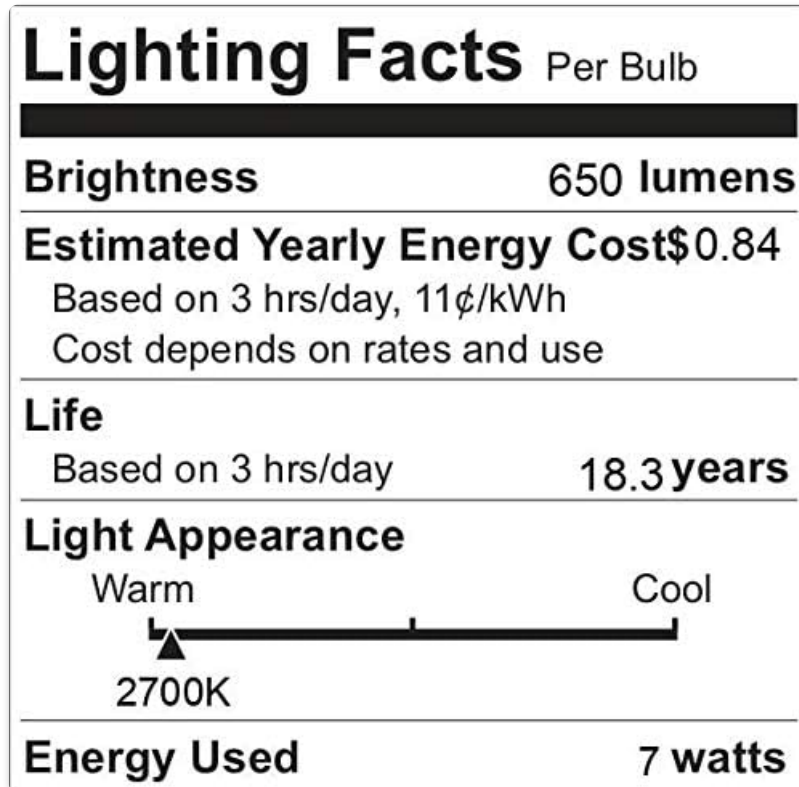 Lighting Facts Per Bulb
Brightness 650 lumens
Estimated Yearly Energy Cost$0.84
Based on 3 hrs/day, 11¢/kWh
Cost depends on rates and use
Life
Based on 3 hrs/day 18.3 years
Light Appearance
Warm Cool
2700K
Energy Used 7 watts